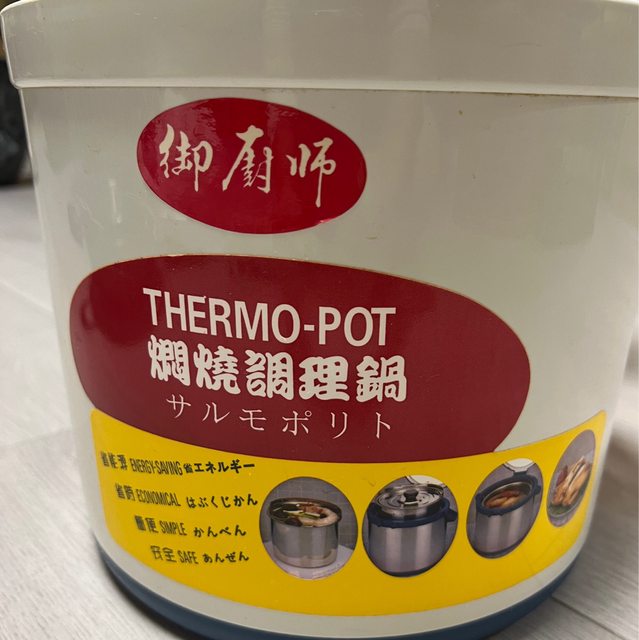 御廚師
THERMO-POT
燜燒調理鍋
サルモポリト
省能源 ENERGY-SAVING 省エネルギー
省時 ECONOMICAL はぶくじかん
簡便 SIMPLE かんべん
安全 SAFE あんぜん